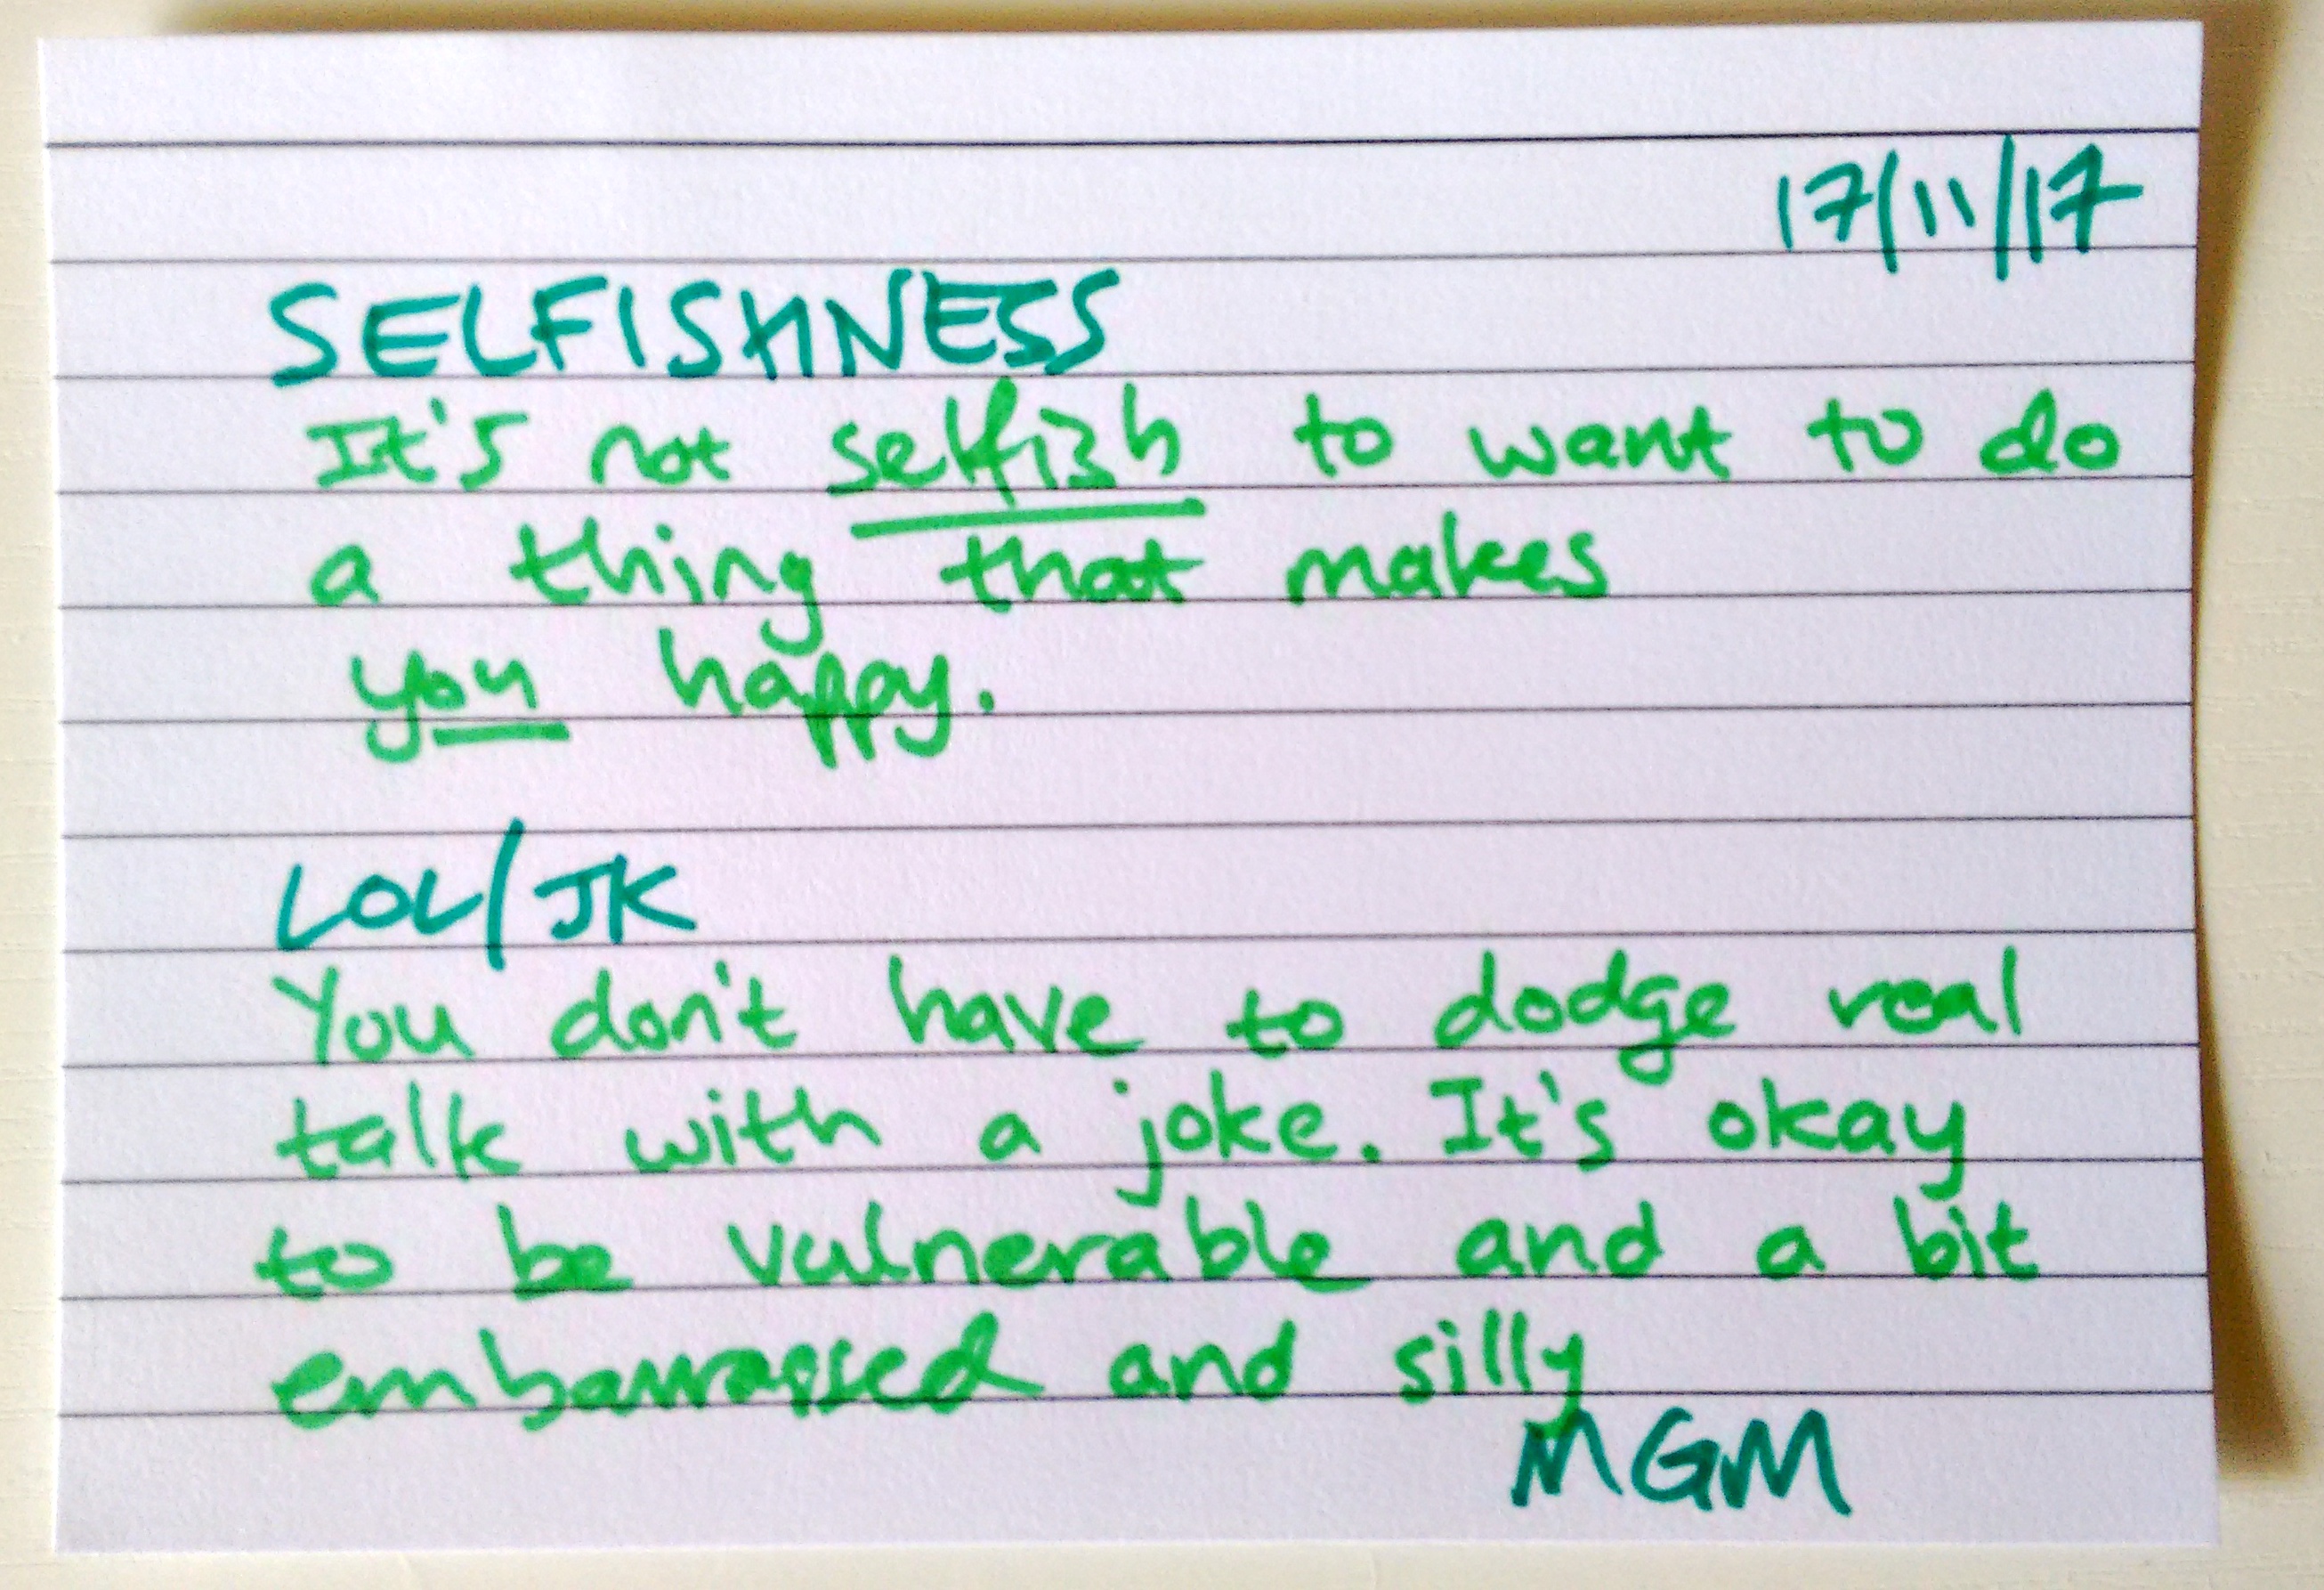 17/11/17
SELFISHNESS
It's not selfish to want to do
a thing that makes
you happy.
LOL/JK
You don't have to dodge real
talk with a joke. It's okay
to be vulnerable and a bit
embarrassed and silly
MGM